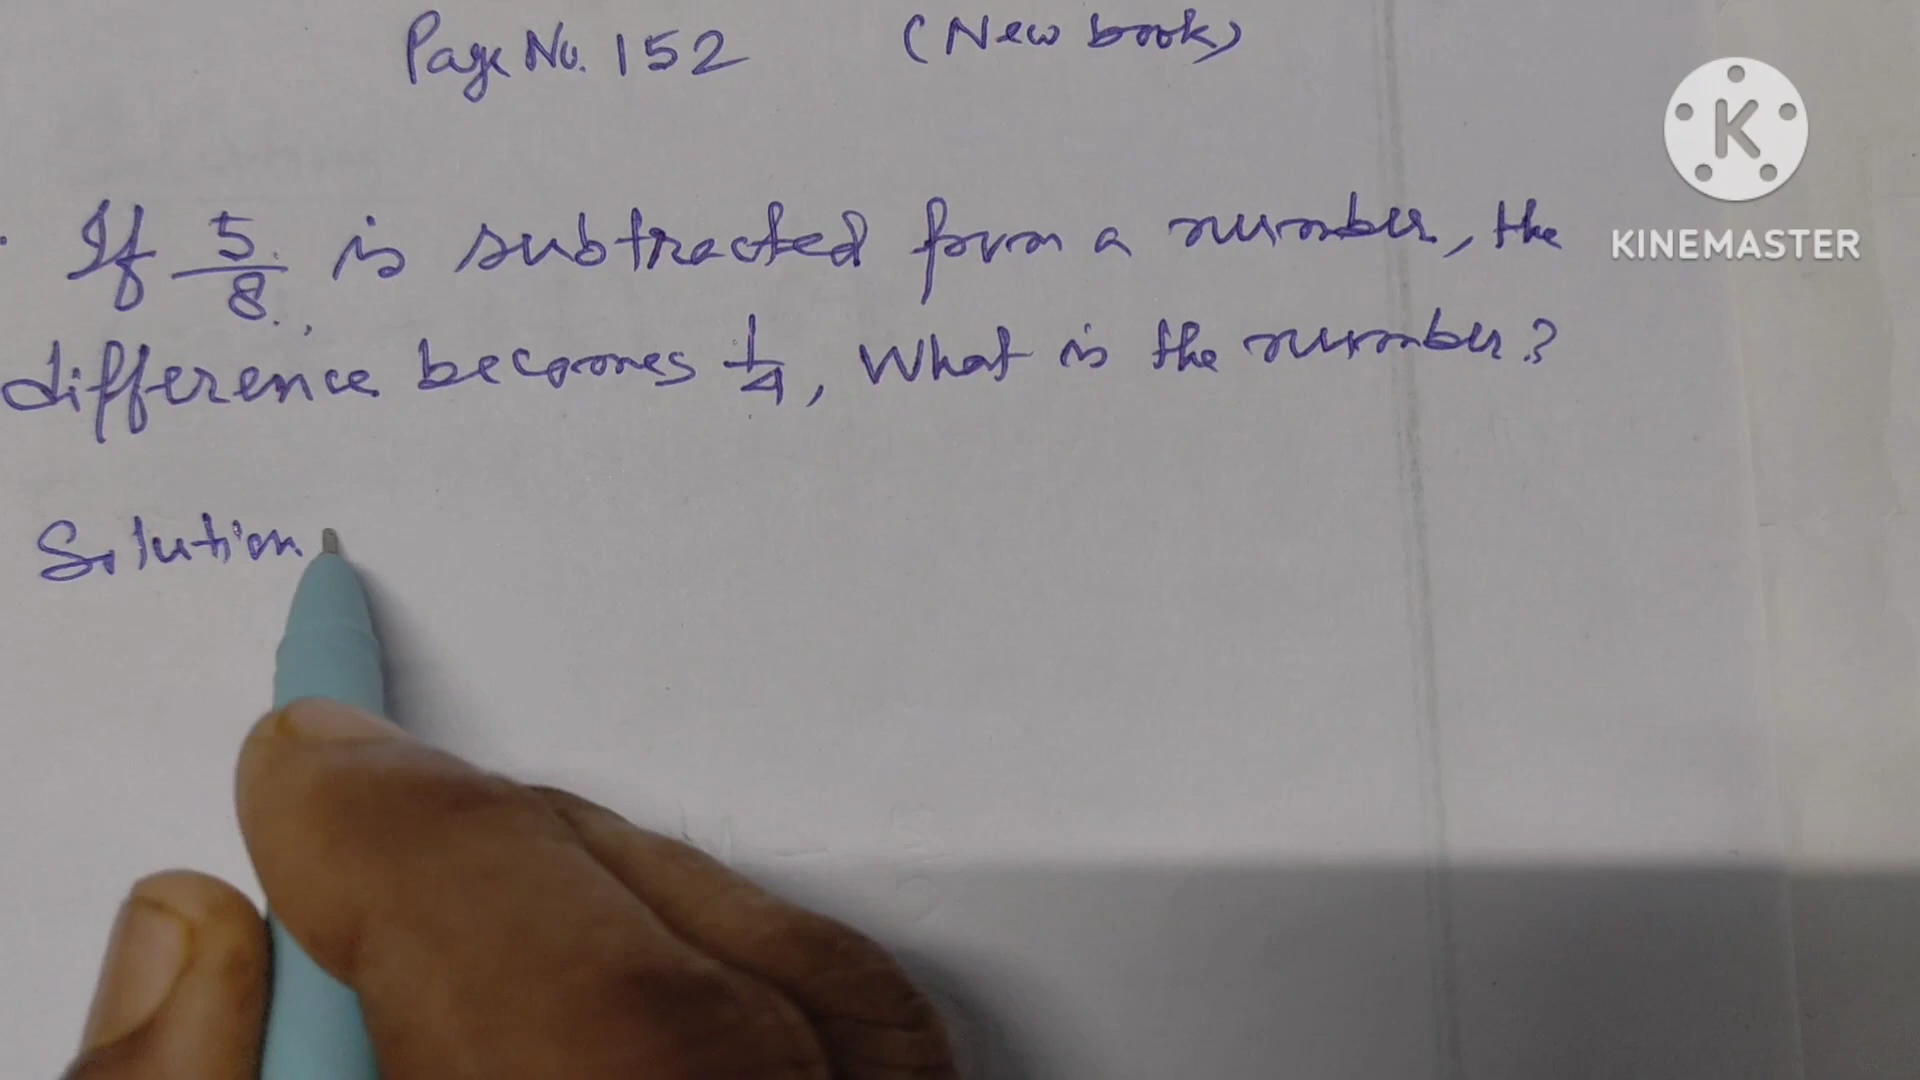 Page No. 152 (New book)
K
KINEMASTER
If 5/8 is subtracted form a number, the
difference becomes 1/4, What is the number?
Solution